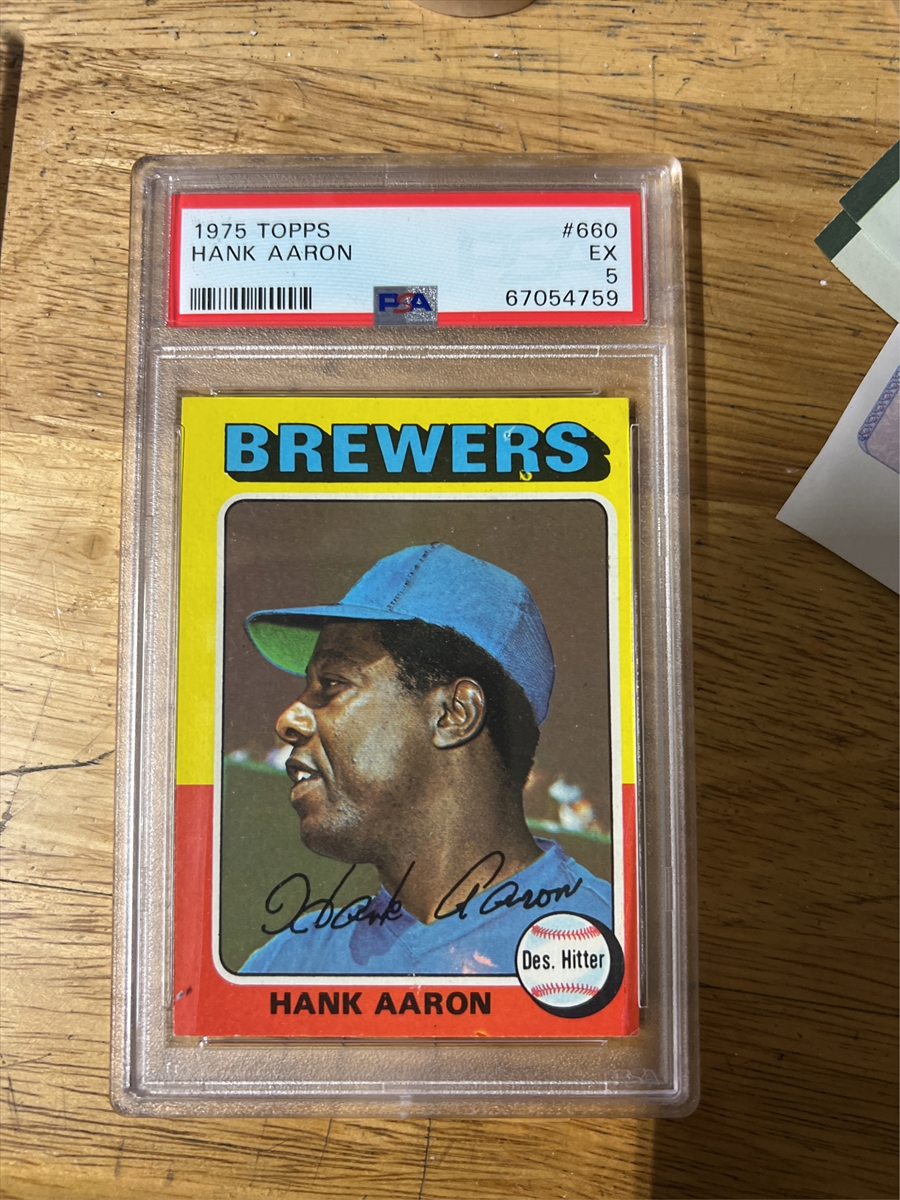 1975 TOPPS #660
HANK AARON EX
5
PSA 67054759
BREWERS
Hank Aaron
Des. Hitter
HANK AARON